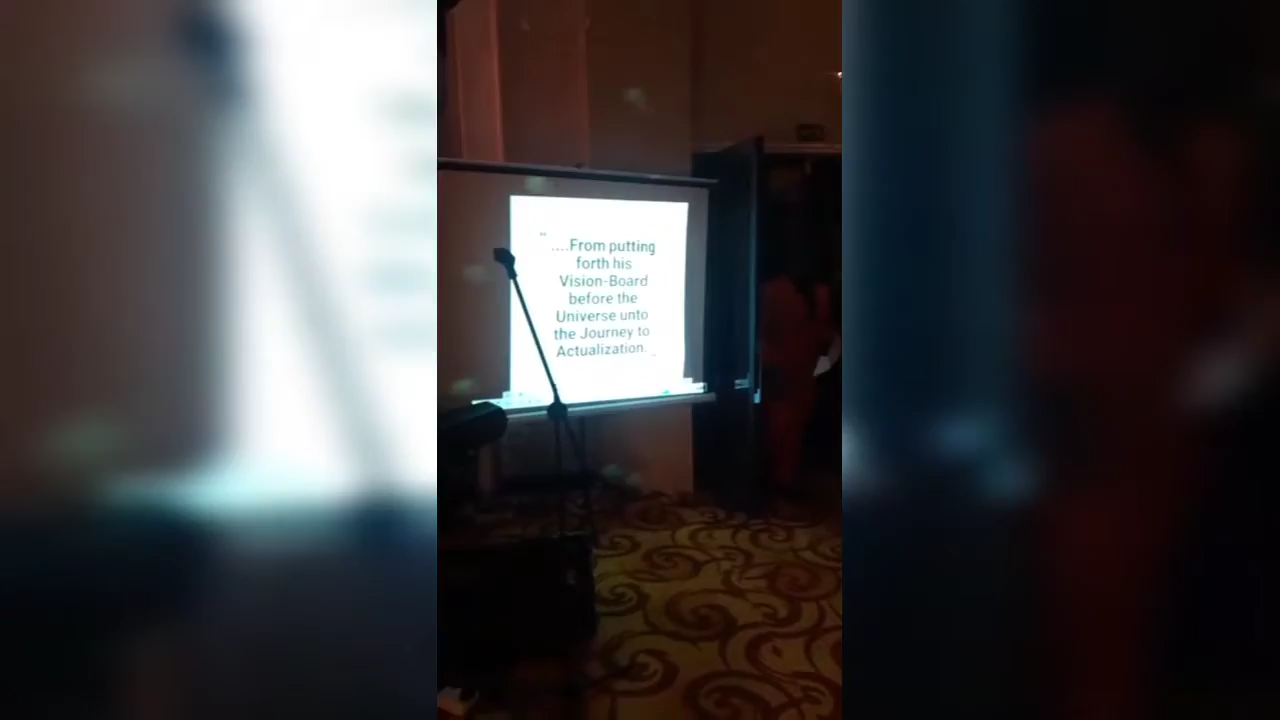 " ....From putting
forth his
Vision-Board
before the
Universe unto
the Journey to
Actualization. "